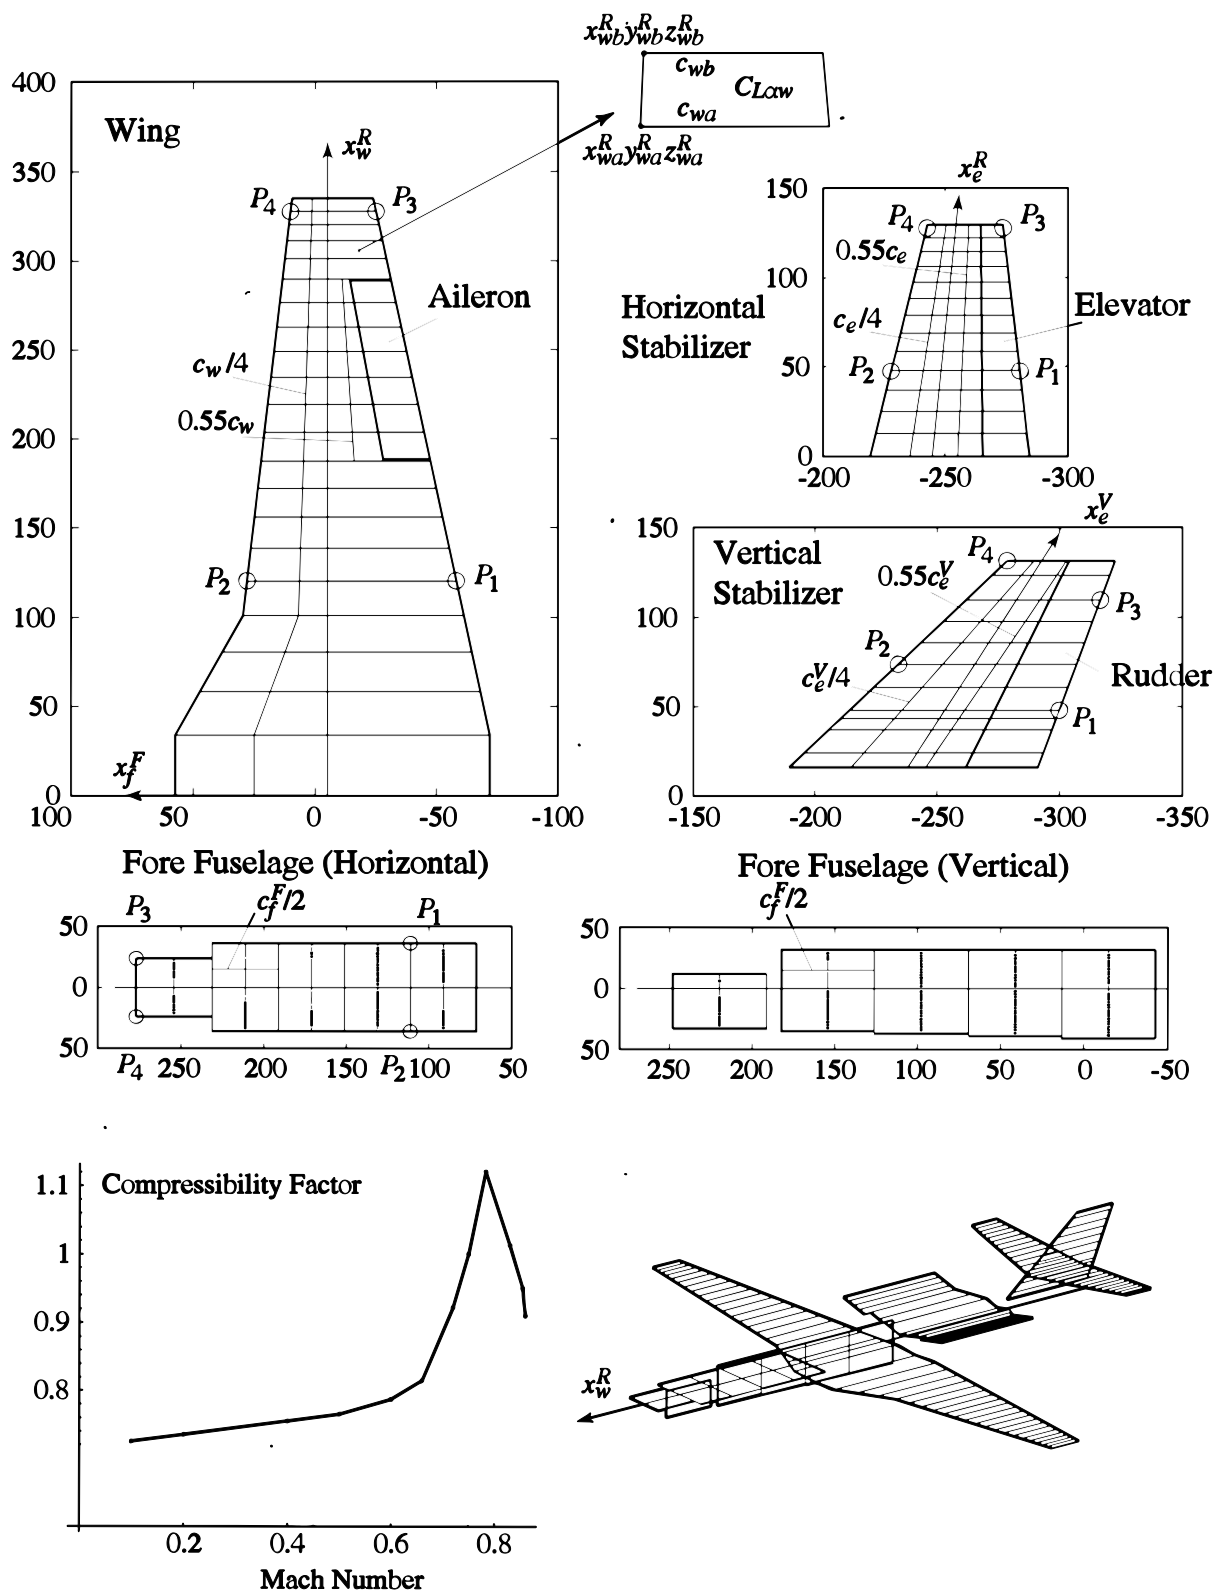 x^R_wb y^R_wb z^R_wb
c_wb
C_Lαw
c_wa
x^R_wa y^R_wa z^R_wa
400
350
300
250
200
150
100
50
0
Wing
x^R_w
P4
P3
Aileron
c_w/4
0.55c_w
P2
P1
x^F_f
100
50
0
-50
-100
Horizontal
Stabilizer
x^R_e
150
100
50
0
P4
P3
0.55c_e
Elevator
c_e/4
P2
P1
-200
-250
-300
x^V_e
150
100
50
0
Vertical
Stabilizer
P4
0.55c^V_e
P3
P2
c^V_e/4
Rudder
P1
-150
-200
-250
-300
-350
Fore Fuselage (Horizontal)
P3
c^F_f/2
P1
50
0
50
P4
250
200
150
P2
100
50
Fore Fuselage (Vertical)
c^F_f/2
50
0
50
250
200
150
100
50
0
-50
Compressibility Factor
1.1
1
0.9
0.8
0.2
0.4
0.6
0.8
Mach Number
x^R_w